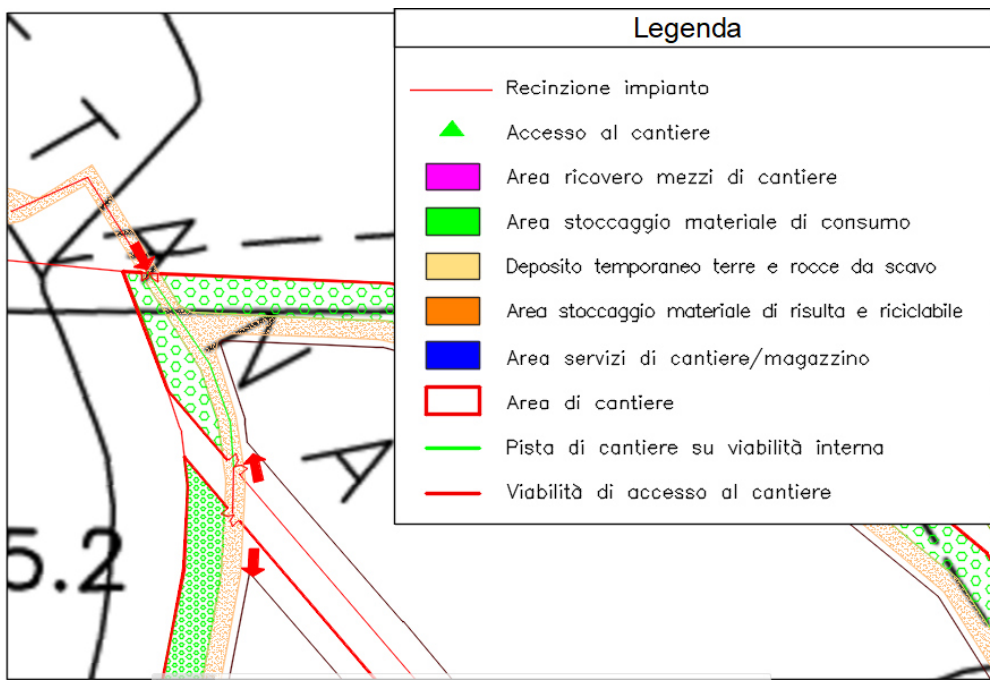 Legenda
Recinzione impianto
Accesso al cantiere
Area ricovero mezzi di cantiere
Area stoccaggio materiale di consumo
Deposito temporaneo terre e rocce da scavo
Area stoccaggio materiale di risulta e riciclabile
Area servizi di cantiere/magazzino
Area di cantiere
Pista di cantiere su viabilità interna
Viabilità di accesso al cantiere
T
A
V
A
5.2